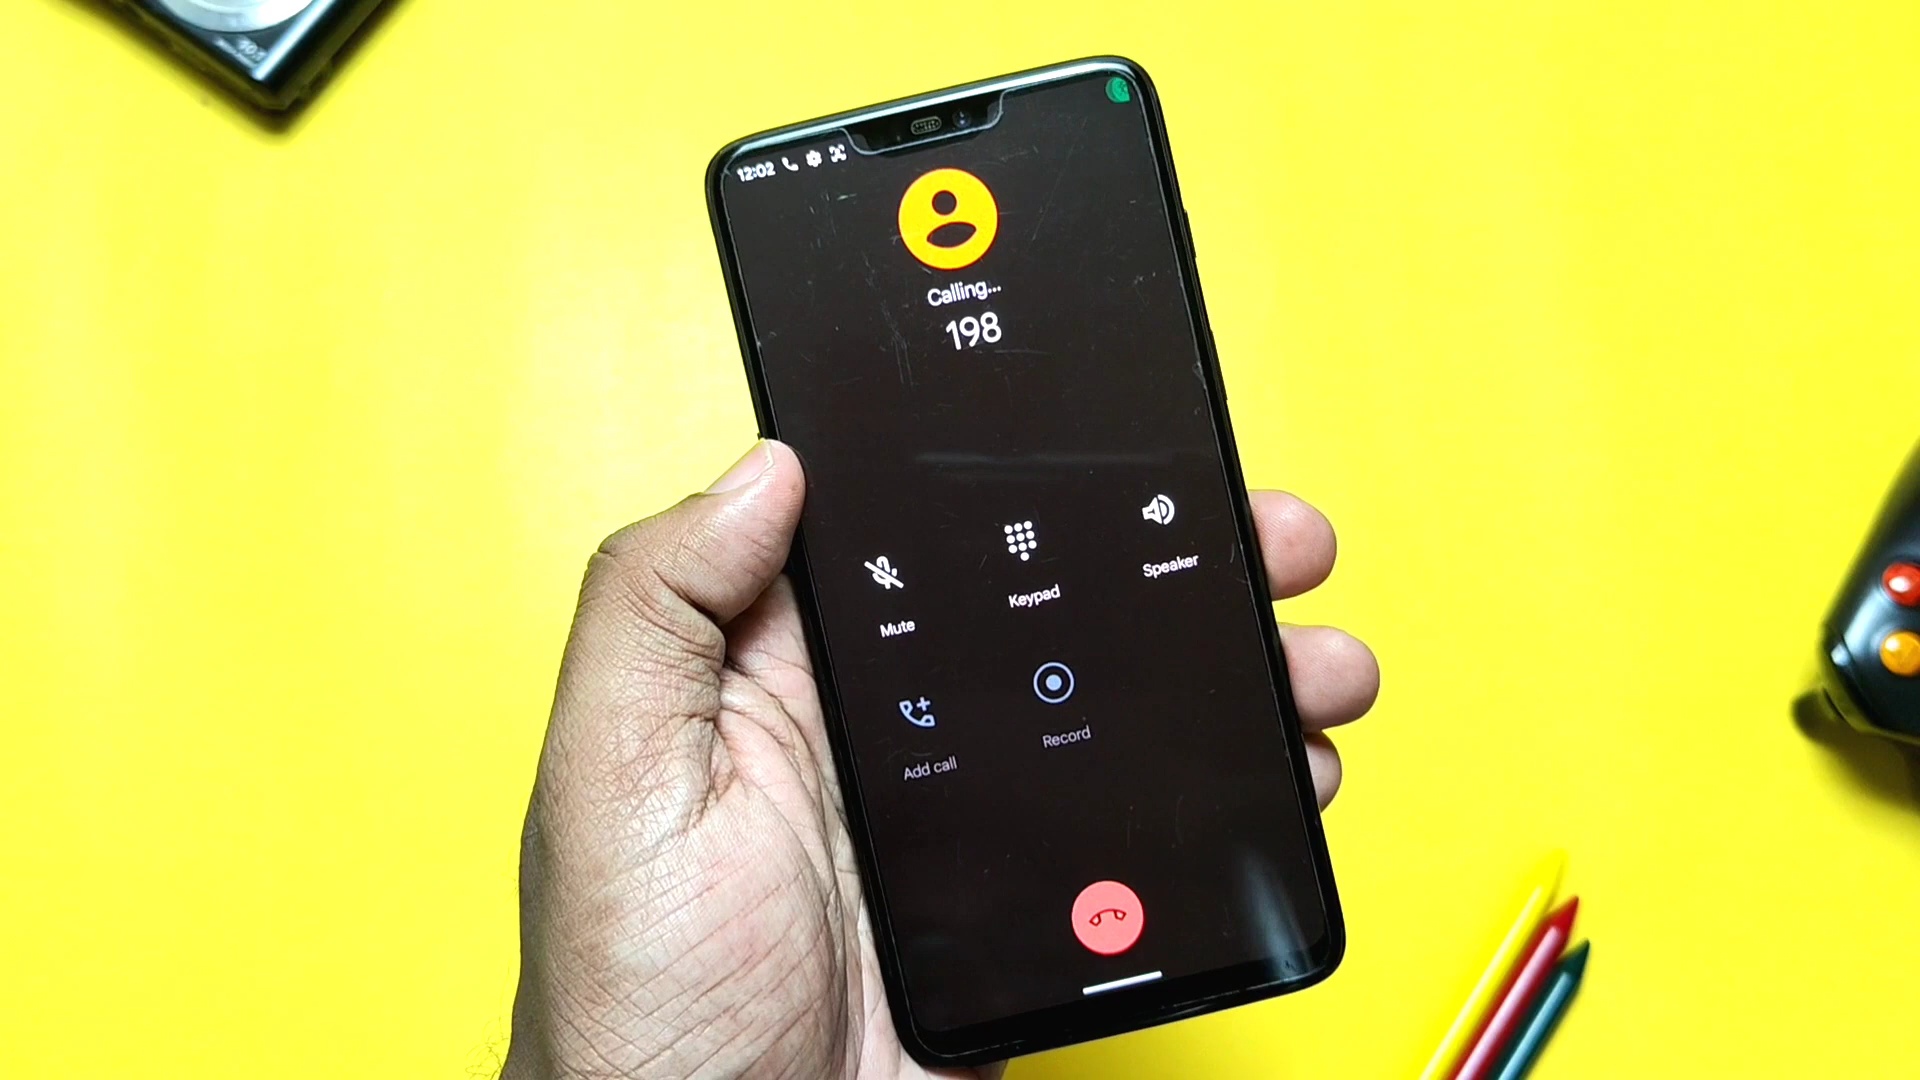 12:02
Calling...
198
Mute
Keypad
Speaker
Add call
Record